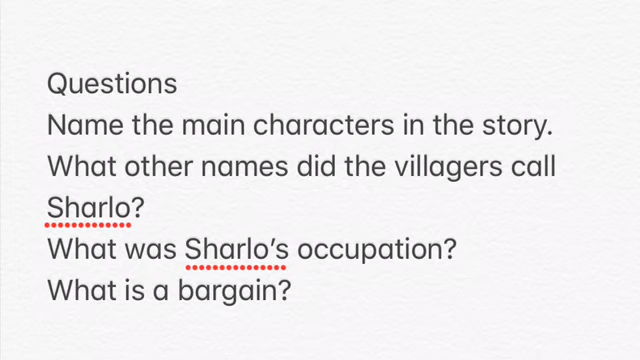 Questions
Name the main characters in the story.
What other names did the villagers call
Sharlo?
What was Sharlo’s occupation?
What is a bargain?